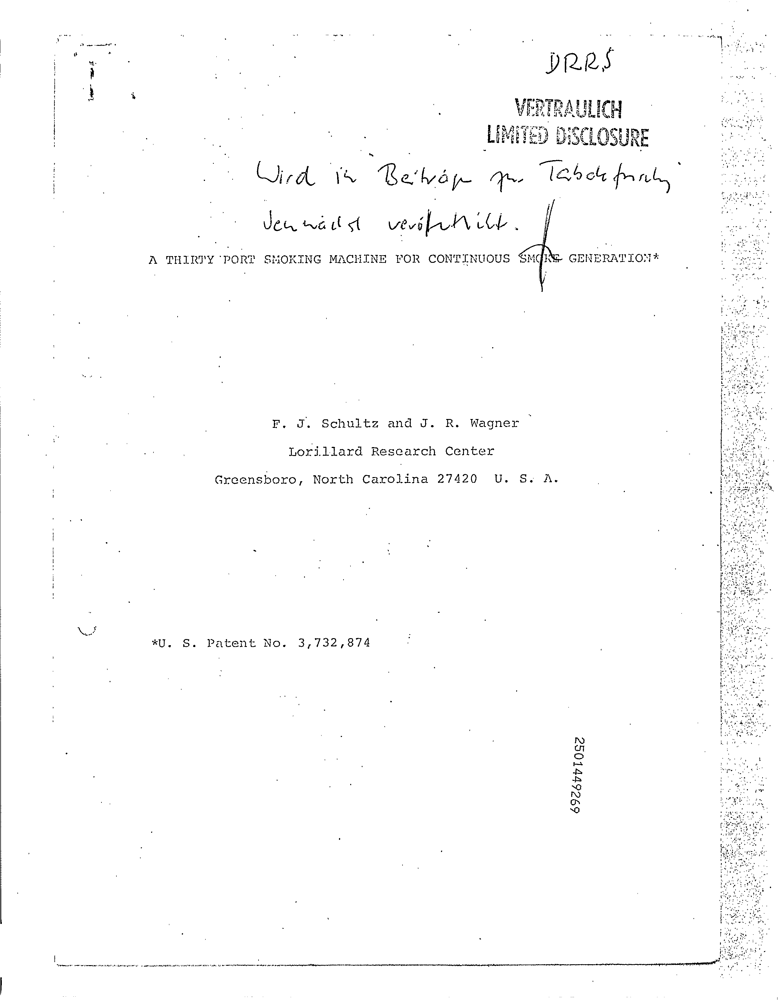 DRRS
VERTRAULICH
LIMITED DISCLOSURE
Wird in Beiträge zur Tabakforschung
demnächst veröffentlicht.
A THIRTY PORT SMOKING MACHINE FOR CONTINUOUS SMOKE GENERATION*
F. J. Schultz and J. R. Wagner
Lorillard Research Center
Greensboro, North Carolina 27420 U. S. A.
*U. S. Patent No. 3,732,874
2501449269